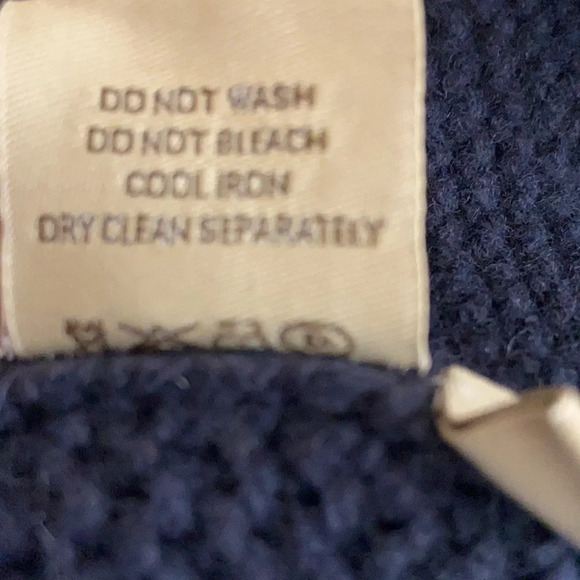 DO NOT WASH
DO NOT BLEACH
COOL IRON
DRY CLEAN SEPARATELY